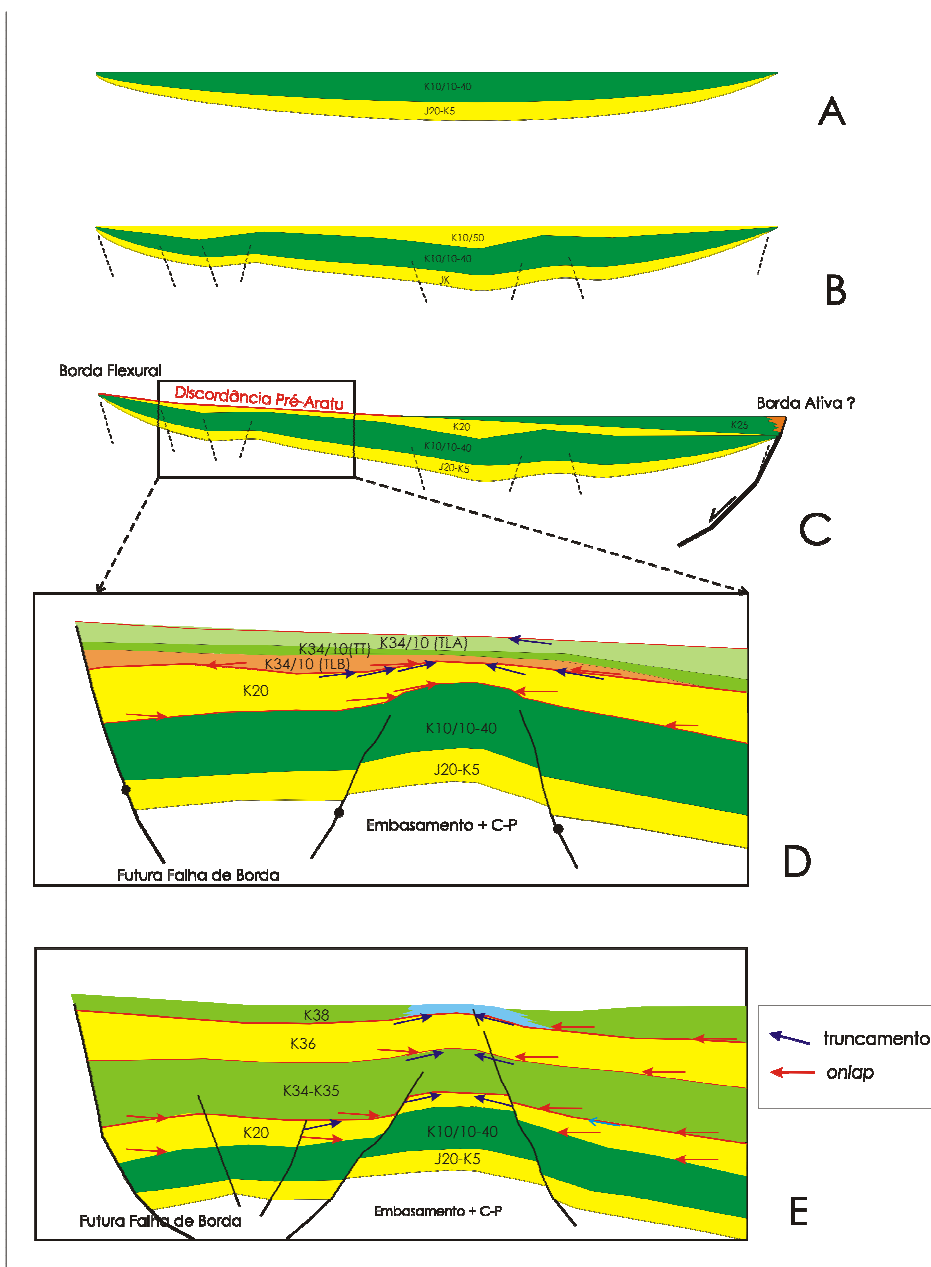 K10/10-40
J20-K5
A
K10/50
K10/10-40
JK
B
Borda Flexural
Discordância Pré-Aratu
Borda Ativa ?
K20
K25
K10/10-40
J20-K5
C
K34/10 (TLA)
K34/10(TT)
K34/10 (TLB)
K20
K10/10-40
J20-K5
Embasamento + C-P
Futura Falha de Borda
D
K38
K36
K34-K35
K20
K10/10-40
J20-K5
Embasamento + C-P
Futura Falha de Borda
E
truncamento
onlap